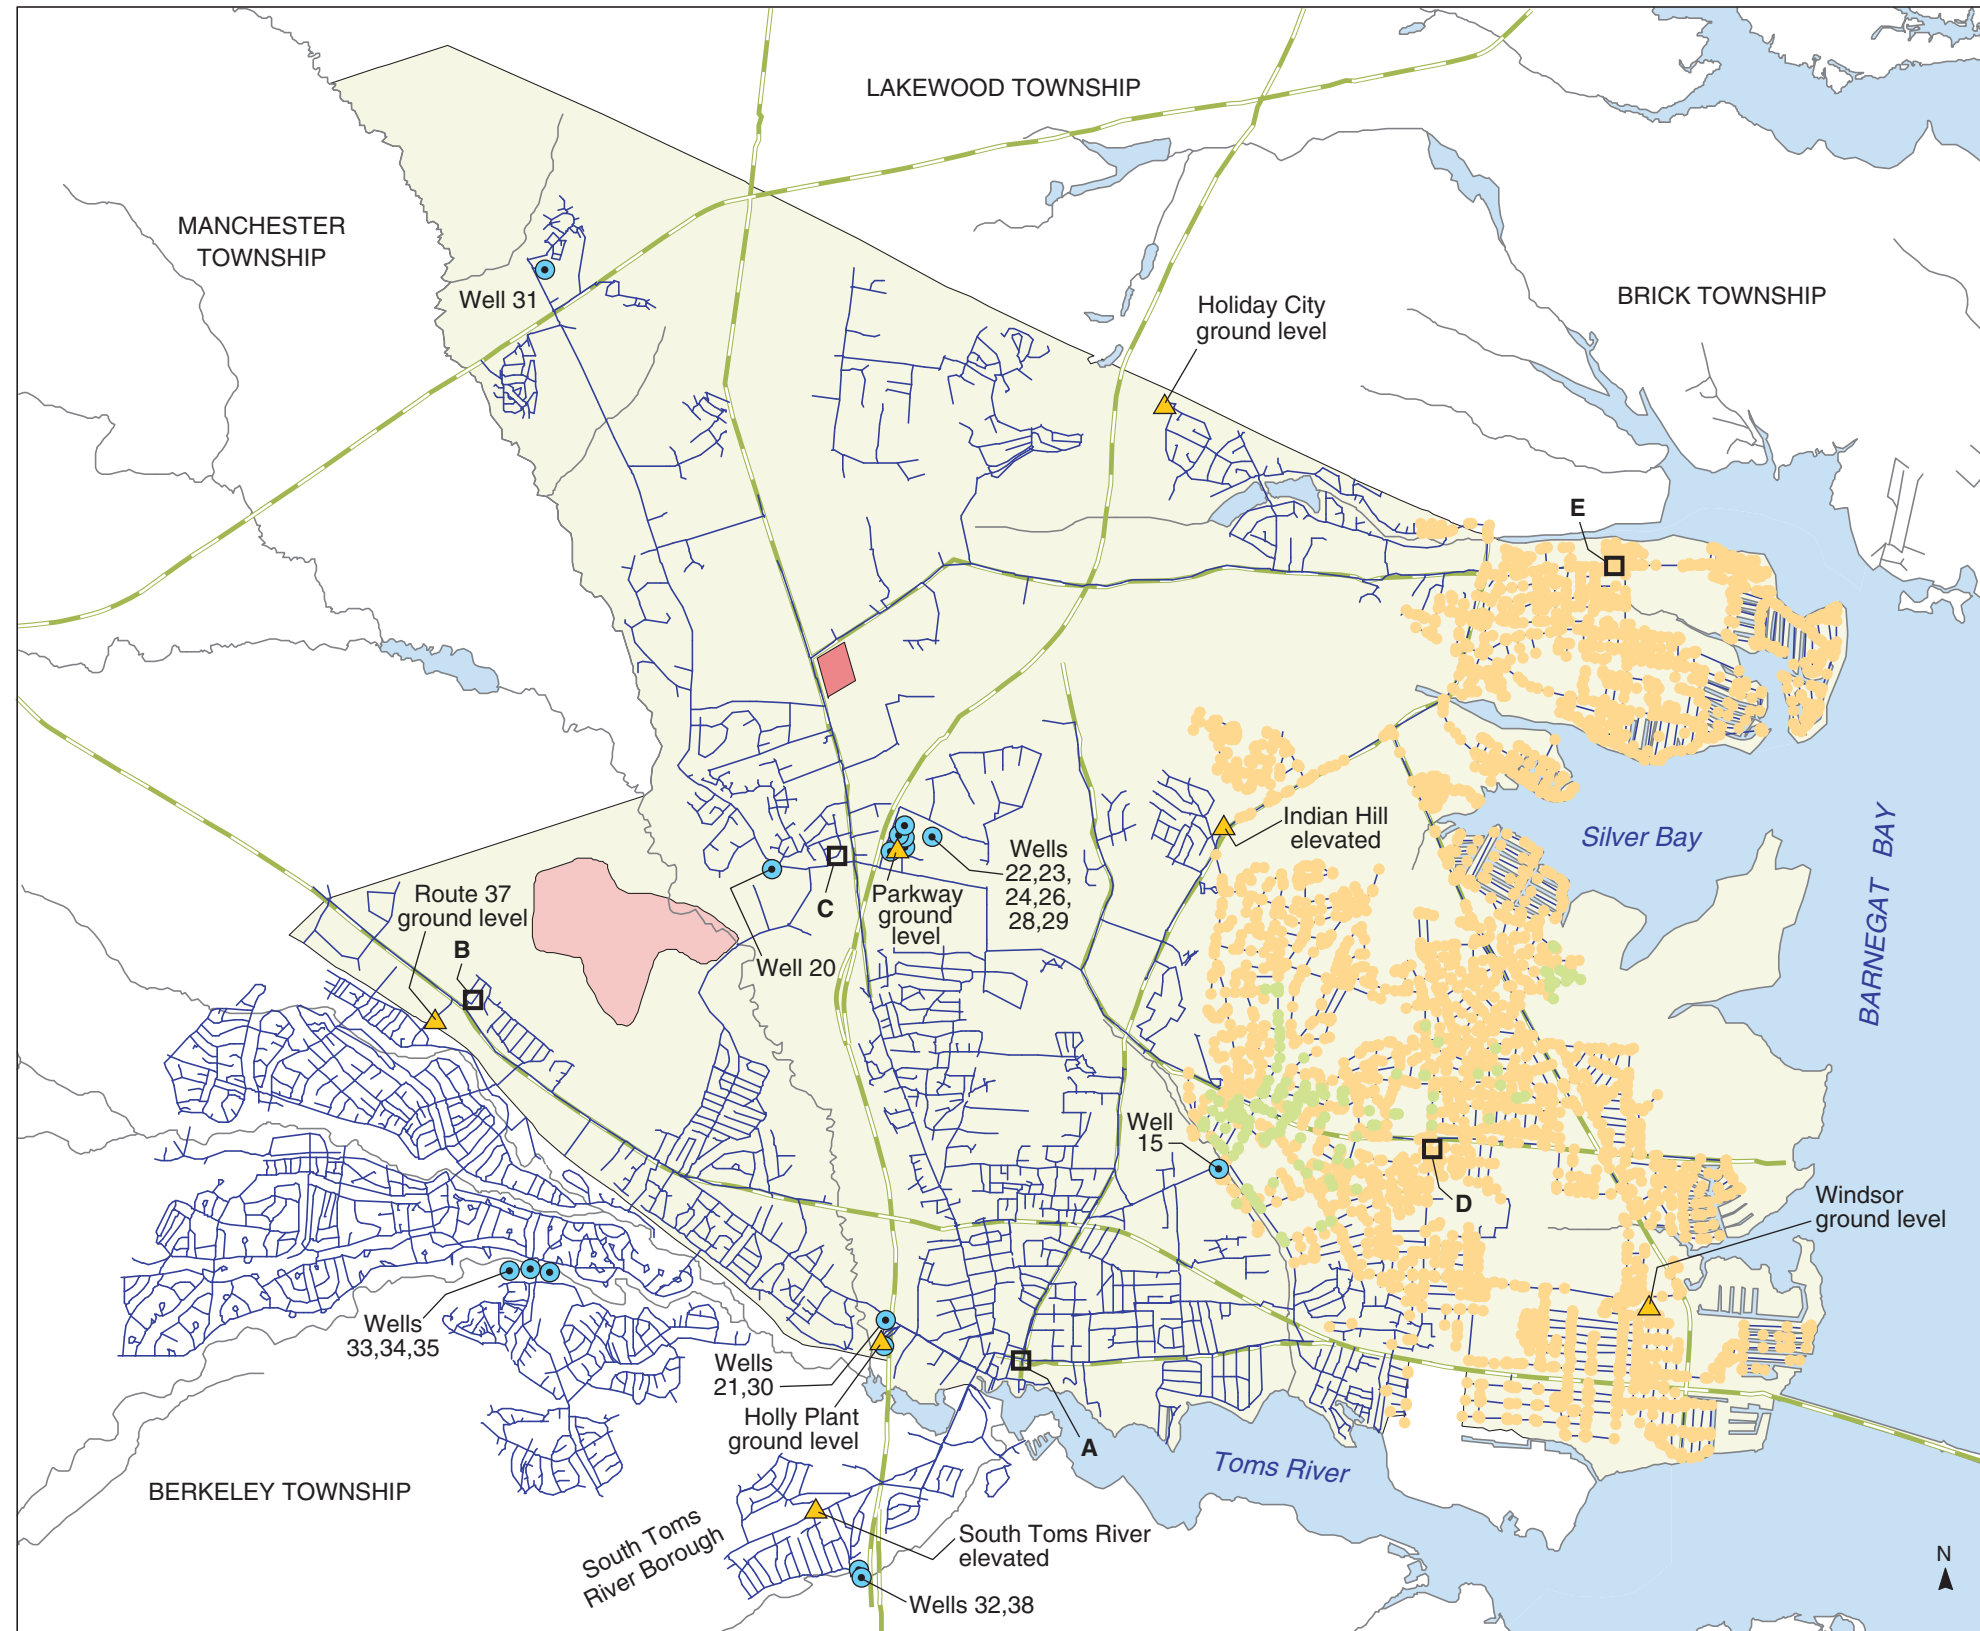 LAKEWOOD TOWNSHIP
MANCHESTER
TOWNSHIP
Well 31
Holiday City
ground level
BRICK TOWNSHIP
E
Indian Hill
elevated
Silver Bay
BARNEGAT BAY
Wells
22,23,
24,26,
28,29
Parkway
ground
level
C
Well 20
Route 37
ground level
B
Well
15
D
Windsor
ground level
Wells
33,34,35
Wells
21,30
Holly Plant
ground level
A
Toms River
BERKELEY TOWNSHIP
South Toms
River Borough
South Toms River
elevated
Wells 32,38
N